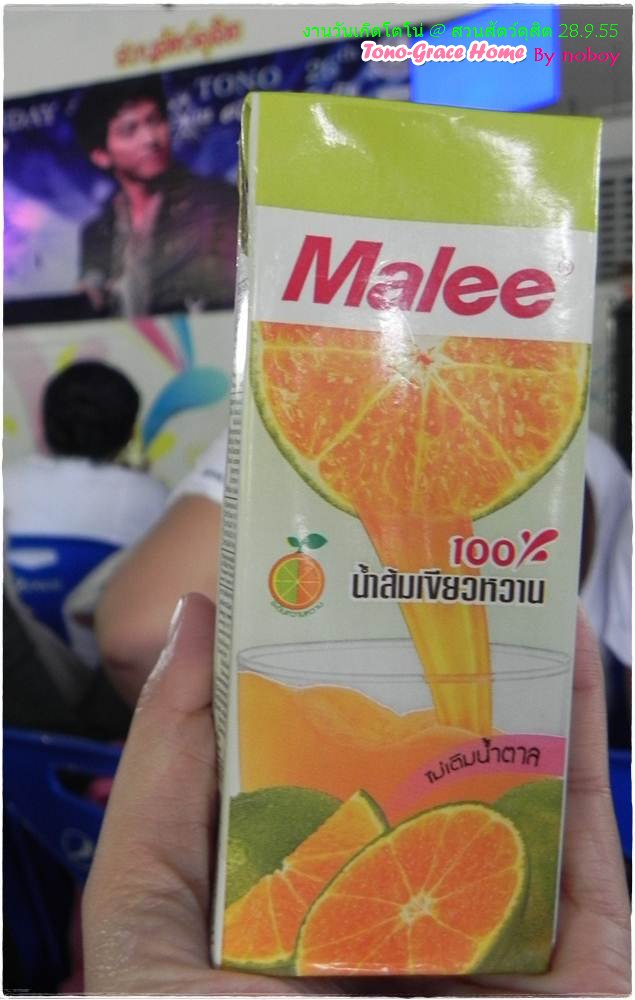 งานวันเกิดโตโน่ @ สวนสัตว์ดุสิต 28.9.55
Tono-Grace Home By noboy
DAY
TONO
Malee®
100%
น้ำส้มเขียวหวาน
ไม่เติมน้ำตาล